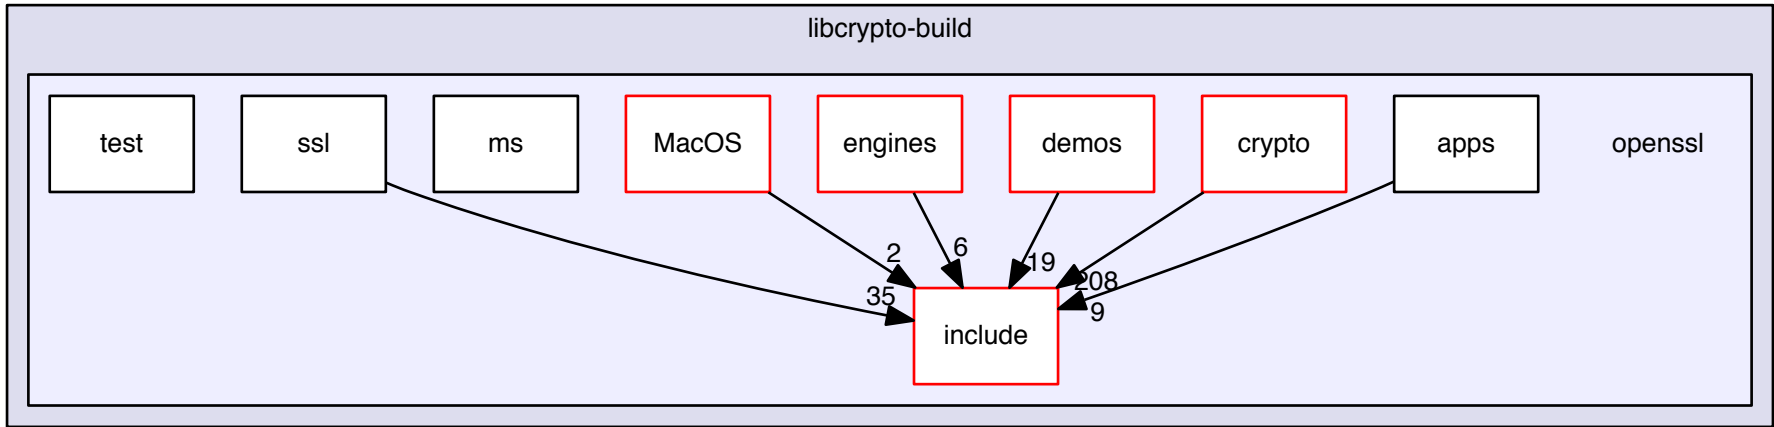 libcrypto-build
test
ssl
ms
MacOS
engines
demos
crypto
apps
openssl
2
6
19
208
35
9
include